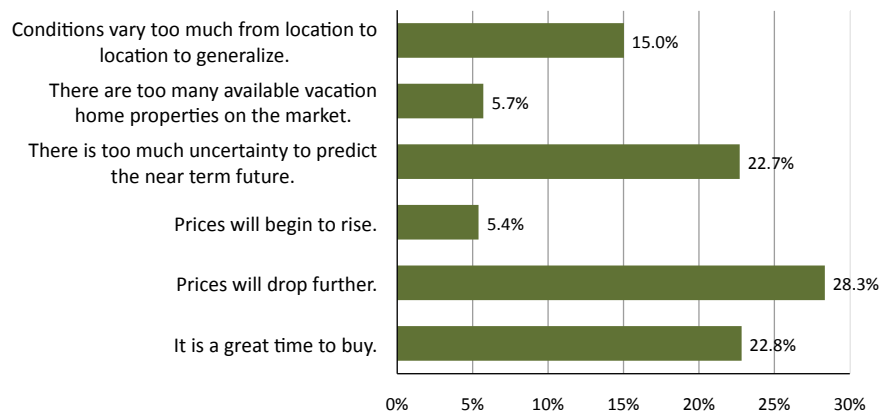 Conditions vary too much from location to
location to generalize.
15.0%
There are too many available vacation
home properties on the market.
5.7%
There is too much uncertainty to predict
the near term future.
22.7%
Prices will begin to rise.
5.4%
Prices will drop further.
28.3%
It is a great time to buy.
22.8%
0% 5% 10% 15% 20% 25% 30%